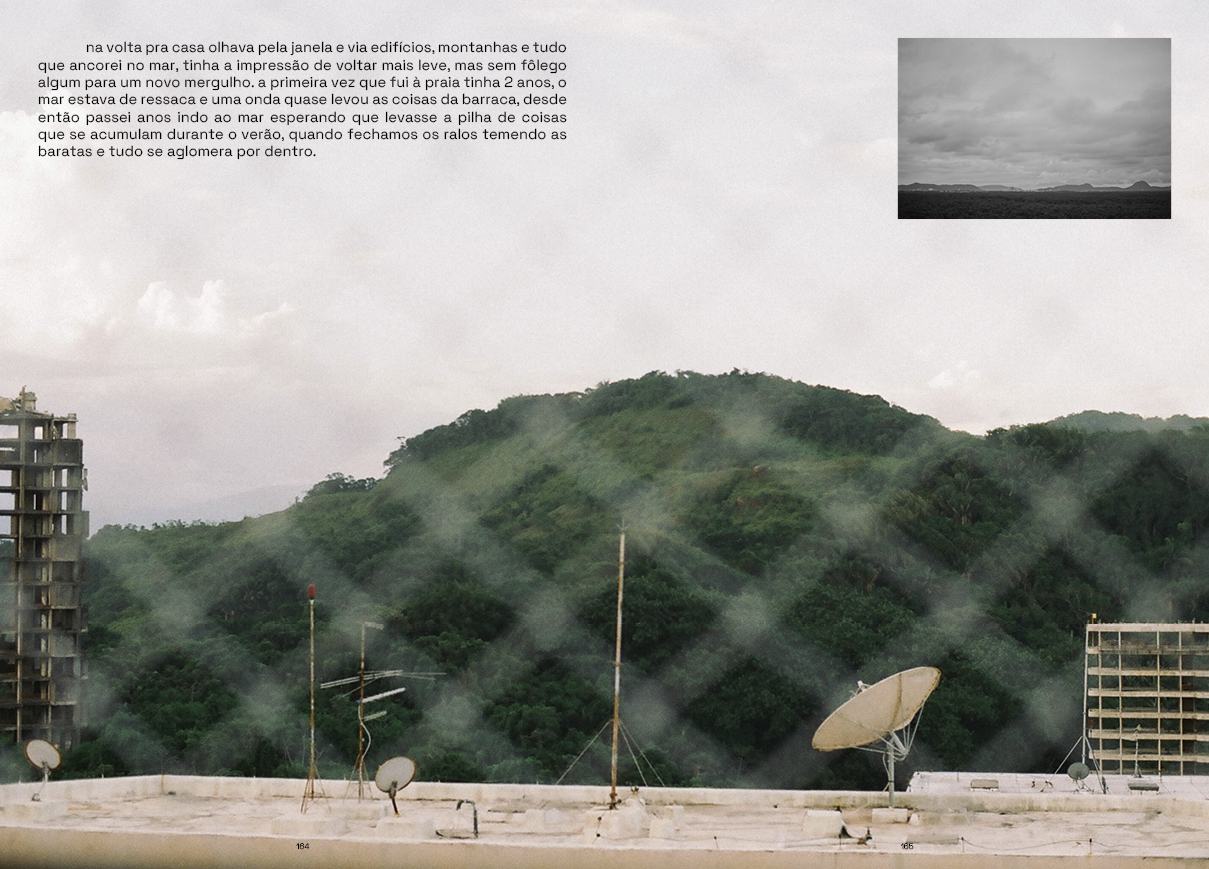 na volta pra casa olhava pela janela e via edifícios, montanhas e tudo
que ancorei no mar, tinha a impressão de voltar mais leve, mas sem fôlego
algum para um novo mergulho. a primeira vez que fui à praia tinha 2 anos, o
mar estava de ressaca e uma onda quase levou as coisas da barraca, desde
então passei anos indo ao mar esperando que levasse a pilha de coisas
que se acumulam durante o verão, quando fechamos os ralos temendo as
baratas e tudo se aglomera por dentro.
164
165